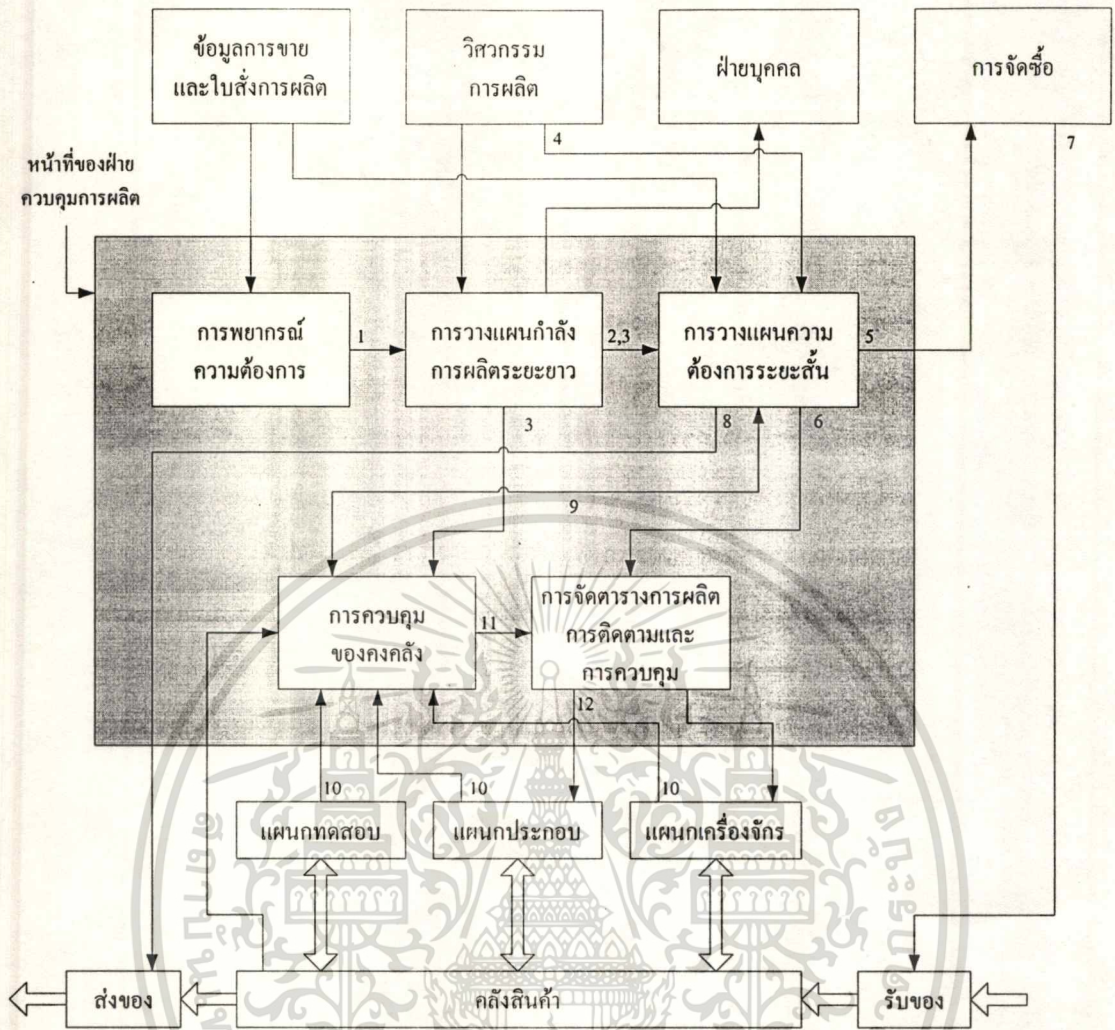 ข้อมูลการขาย
และใบสั่งการผลิต
วิศวกรรม
การผลิต
ฝ่ายบุคคล
การจัดซื้อ
4
7
หน้าที่ของฝ่าย
ควบคุมการผลิต
การพยากรณ์
ความต้องการ
1
การวางแผนกำลัง
การผลิตระยะยาว
2,3
การวางแผนความ
ต้องการระยะสั้น
5
3
8
6
9
การควบคุม
ของคงคลัง
11
การจัดตารางการผลิต
การติดตามและ
การควบคุม
12
10
10
10
แผนกทดสอบ
แผนกประกอบ
แผนกเครื่องจักร
ส่งของ
คลังสินค้า
รับของ